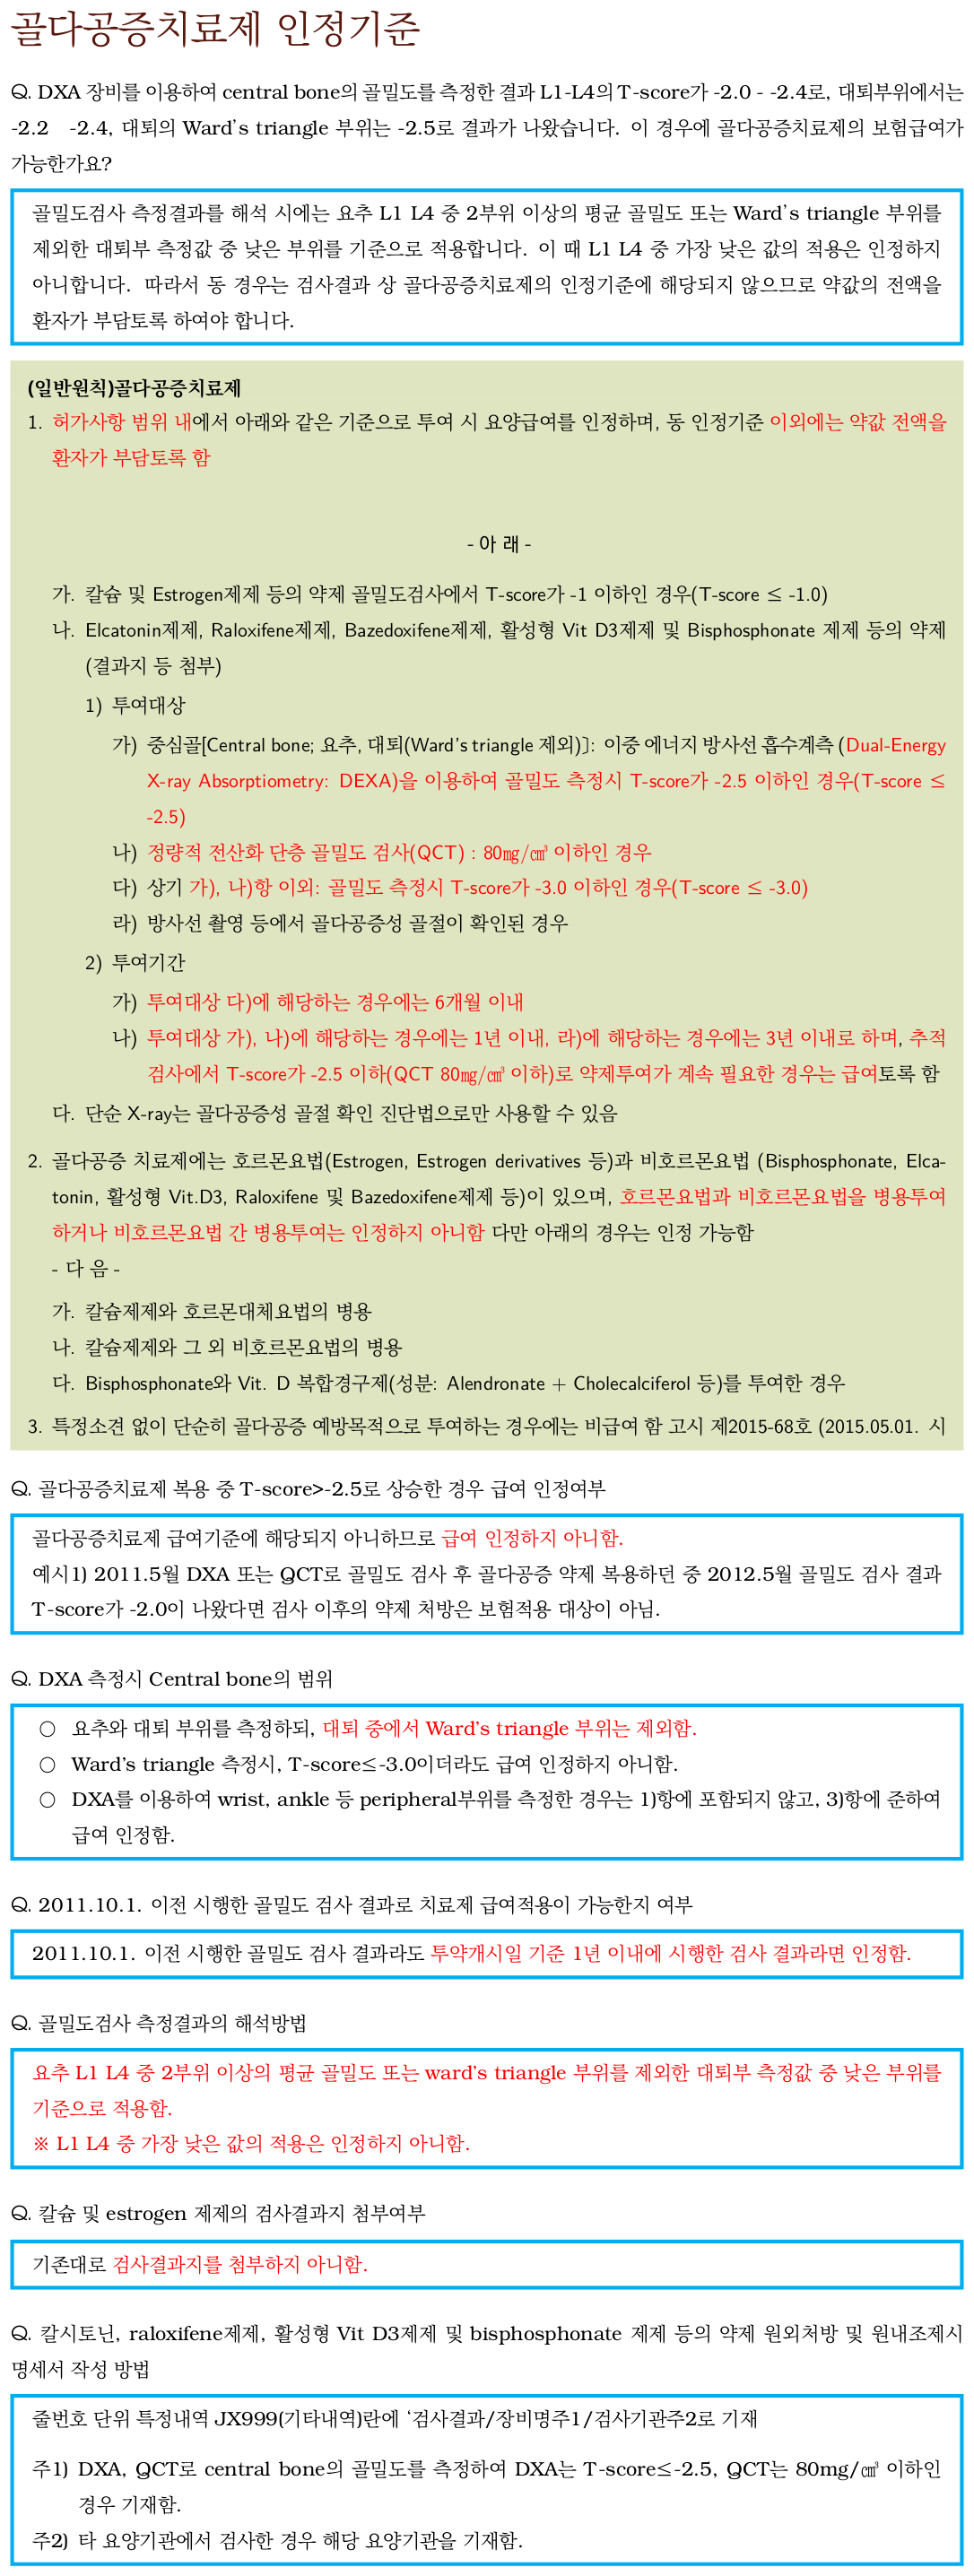 골다공증치료제 인정기준
Q. DXA 장비를 이용하여 central bone의 골밀도를 측정한 결과 L1-L4의 T-score가 -2.0 - -2.4로, 대퇴부위에서는
-2.2 -2.4, 대퇴의 Ward's triangle 부위는 -2.5로 결과가 나왔습니다. 이 경우에 골다공증치료제의 보험급여가
가능한가요?
골밀도검사 측정결과를 해석 시에는 요추 L1 L4 중 2부위 이상의 평균 골밀도 또는 Ward's triangle 부위를
제외한 대퇴부 측정값 중 낮은 부위를 기준으로 적용합니다. 이 때 L1 L4 중 가장 낮은 값의 적용은 인정하지
아니합니다. 따라서 동 경우는 검사결과 상 골다공증치료제의 인정기준에 해당되지 않으므로 약값의 전액을
환자가 부담토록 하여야 합니다.
(일반원칙)골다공증치료제
1. 허가사항 범위 내에서 아래와 같은 기준으로 투여 시 요양급여를 인정하며, 동 인정기준 이외에는 약값 전액을
환자가 부담토록 함
- 아 래 -
가. 칼슘 및 Estrogen제제 등의 약제 골밀도검사에서 T-score가 -1 이하인 경우(T-score ≤ -1.0)
나. Elcatonin제제, Raloxifene제제, Bazedoxifene제제, 활성형 Vit D3제제 및 Bisphosphonate 제제 등의 약제
(결과지 등 첨부)
1) 투여대상
가) 중심골[Central bone; 요추, 대퇴(Ward's triangle 제외)]: 이중 에너지 방사선 흡수계측 (Dual-Energy
X-ray Absorptiometry: DEXA)을 이용하여 골밀도 측정시 T-score가 -2.5 이하인 경우(T-score ≤
-2.5)
나) 정량적 전산화 단층 골밀도 검사(QCT) : 80㎎/㎤ 이하인 경우
다) 상기 가), 나)항 이외: 골밀도 측정시 T-score가 -3.0 이하인 경우(T-score ≤ -3.0)
라) 방사선 촬영 등에서 골다공증성 골절이 확인된 경우
2) 투여기간
가) 투여대상 다)에 해당하는 경우에는 6개월 이내
나) 투여대상 가), 나)에 해당하는 경우에는 1년 이내, 라)에 해당하는 경우에는 3년 이내로 하며, 추적
검사에서 T-score가 -2.5 이하(QCT 80㎎/㎤ 이하)로 약제투여가 계속 필요한 경우는 급여토록 함
다. 단순 X-ray는 골다공증성 골절 확인 진단법으로만 사용할 수 있음
2. 골다공증 치료제에는 호르몬요법(Estrogen, Estrogen derivatives 등)과 비호르몬요법 (Bisphosphonate, Elca-
tonin, 활성형 Vit.D3, Raloxifene 및 Bazedoxifene제제 등)이 있으며, 호르몬요법과 비호르몬요법을 병용투여
하거나 비호르몬요법 간 병용투여는 인정하지 아니함 다만 아래의 경우는 인정 가능함
- 다 음 -
가. 칼슘제제와 호르몬대체요법의 병용
나. 칼슘제제와 그 외 비호르몬요법의 병용
다. Bisphosphonate와 Vit. D 복합경구제(성분: Alendronate + Cholecalciferol 등)를 투여한 경우
3. 특정소견 없이 단순히 골다공증 예방목적으로 투여하는 경우에는 비급여 함 고시 제2015-68호 (2015.05.01. 시
Q. 골다공증치료제 복용 중 T-score>-2.5로 상승한 경우 급여 인정여부
골다공증치료제 급여기준에 해당되지 아니하므로 급여 인정하지 아니함.
예시1) 2011.5월 DXA 또는 QCT로 골밀도 검사 후 골다공증 약제 복용하던 중 2012.5월 골밀도 검사 결과
T-score가 -2.0이 나왔다면 검사 이후의 약제 처방은 보험적용 대상이 아님.
Q. DXA 측정시 Central bone의 범위
○ 요추와 대퇴 부위를 측정하되, 대퇴 중에서 Ward's triangle 부위는 제외함.
○ Ward's triangle 측정시, T-score≤-3.0이더라도 급여 인정하지 아니함.
○ DXA를 이용하여 wrist, ankle 등 peripheral부위를 측정한 경우는 1)항에 포함되지 않고, 3)항에 준하여
급여 인정함.
Q. 2011.10.1. 이전 시행한 골밀도 검사 결과로 치료제 급여적용이 가능한지 여부
2011.10.1. 이전 시행한 골밀도 검사 결과라도 투약개시일 기준 1년 이내에 시행한 검사 결과라면 인정함.
Q. 골밀도검사 측정결과의 해석방법
요추 L1 L4 중 2부위 이상의 평균 골밀도 또는 ward's triangle 부위를 제외한 대퇴부 측정값 중 낮은 부위를
기준으로 적용함.
※ L1 L4 중 가장 낮은 값의 적용은 인정하지 아니함.
Q. 칼슘 및 estrogen 제제의 검사결과지 첨부여부
기존대로 검사결과지를 첨부하지 아니함.
Q. 칼시토닌, raloxifene제제, 활성형 Vit D3제제 및 bisphosphonate 제제 등의 약제 원외처방 및 원내조제시
명세서 작성 방법
줄번호 단위 특정내역 JX999(기타내역)란에 ‘검사결과/장비명주1/검사기관주2로 기재
주1) DXA, QCT로 central bone의 골밀도를 측정하여 DXA는 T-score≤-2.5, QCT는 80mg/㎤ 이하인
경우 기재함.
주2) 타 요양기관에서 검사한 경우 해당 요양기관을 기재함.